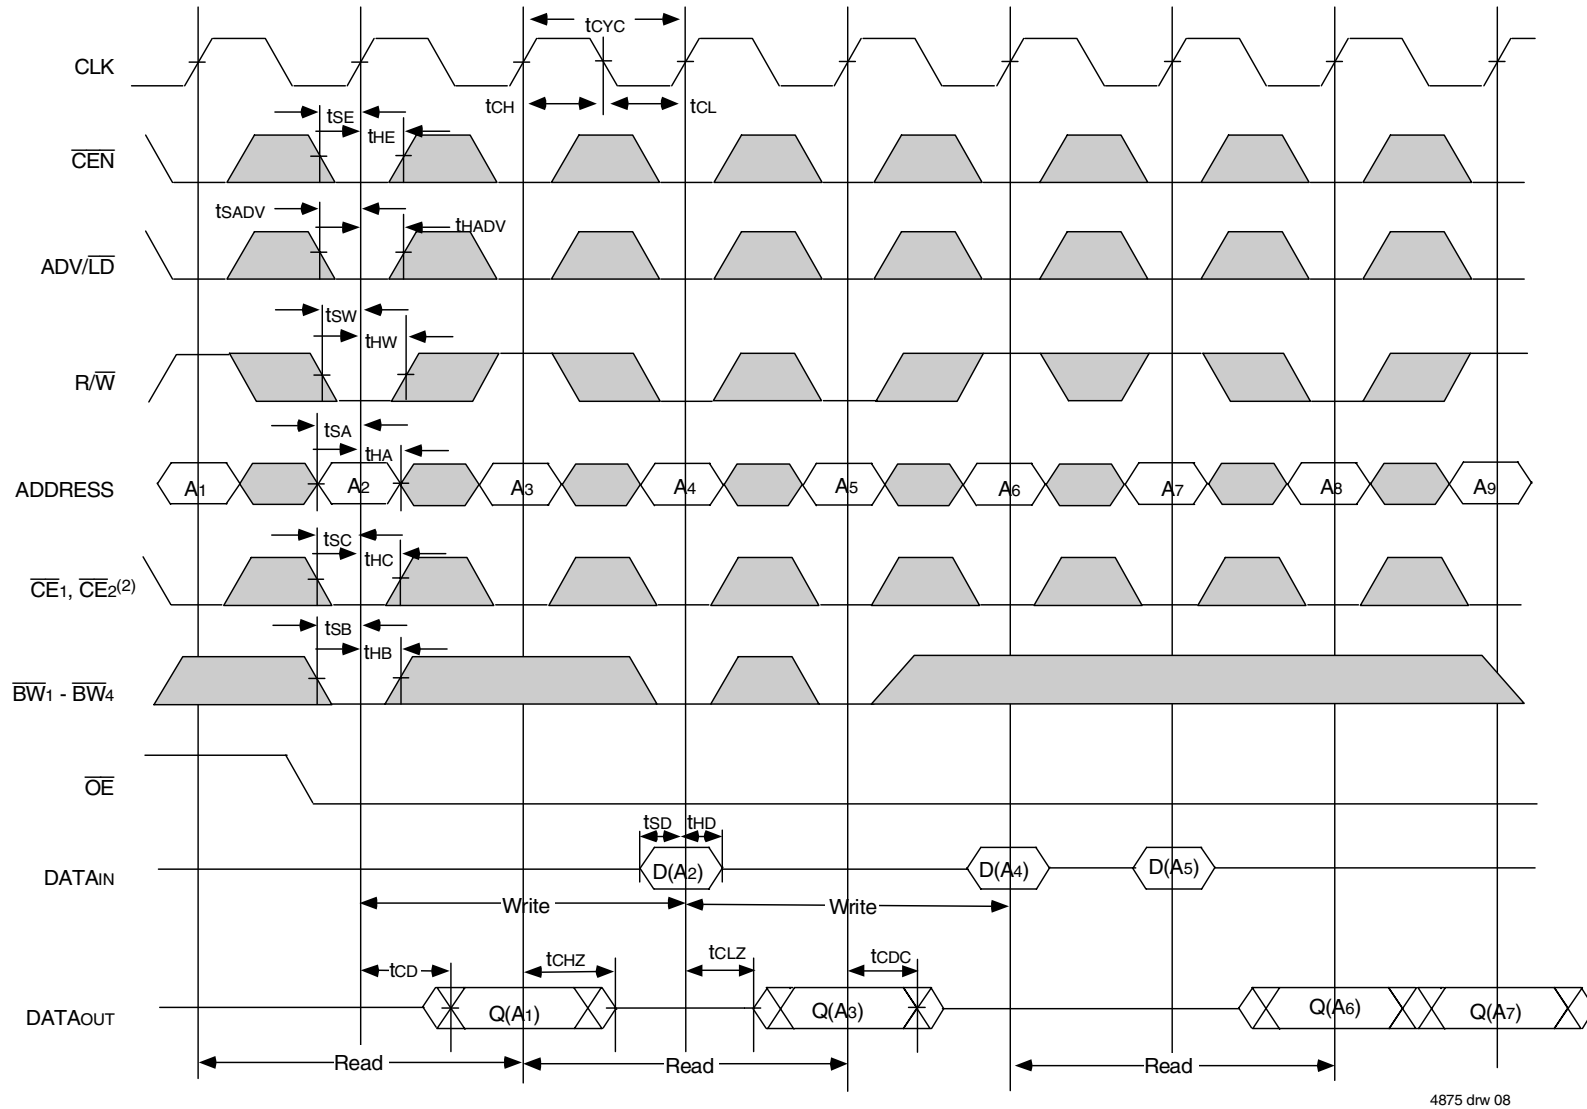 tCYC
CLK
tCH
tCL
tSE
tHE
CEN
tSADV
tHADV
ADV/LD
tSW
tHW
R/W
tSA
tHA
ADDRESS
A1 A2 A3 A4 A5 A6 A7 A8 A9
tSC
tHC
CE1, CE2(2)
tSB
tHB
BW1 - BW4
OE
tSD tHD
DATAIN
D(A2) D(A4) D(A5)
Write Write
tCD tCHZ tCLZ tCDC
DATAOUT
Q(A1) Q(A3) Q(A6) Q(A7)
Read Read Read
4875 drw 08